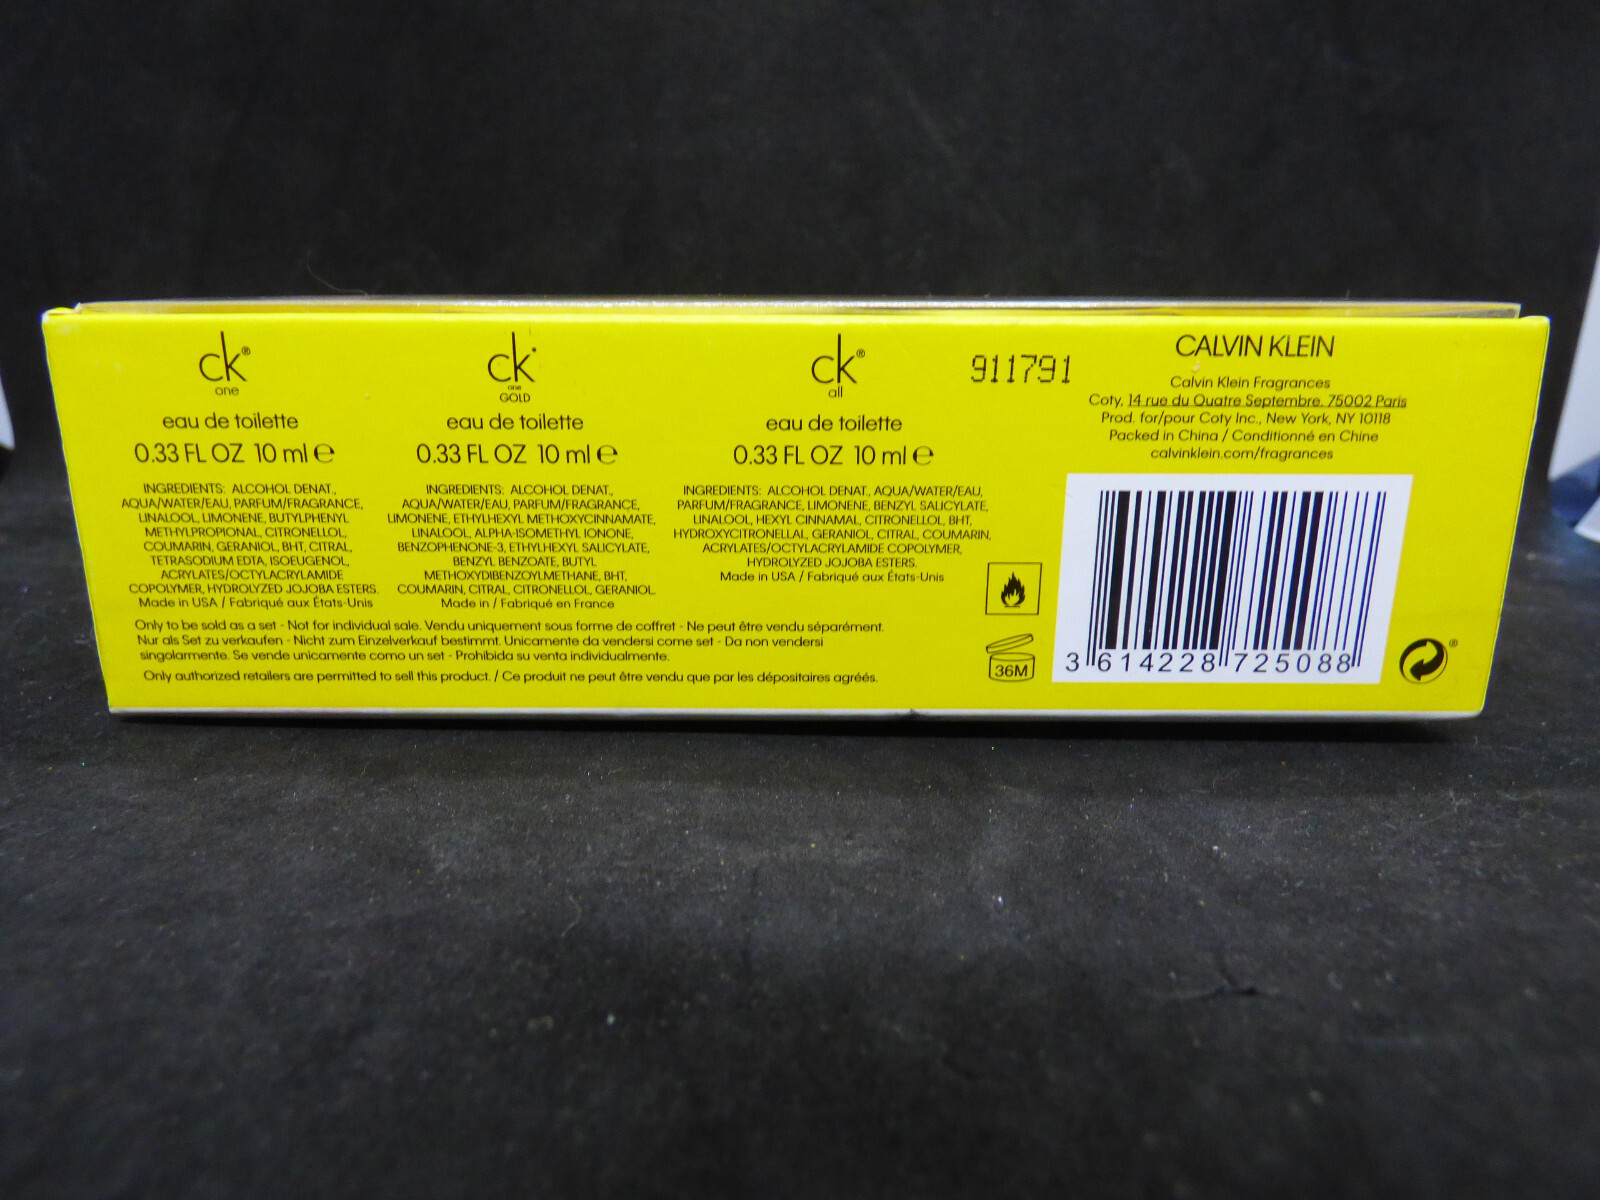 ck®
one
eau de toilette
0.33 FL OZ 10 ml ℮
INGREDIENTS: ALCOHOL DENAT.,
AQUA/WATER/EAU, PARFUM/FRAGRANCE,
LINALOOL, LIMONENE, BUTYLPHENYL
METHYLPROPIONAL, CITRONELLOL,
COUMARIN, GERANIOL, BHT, CITRAL,
TETRASODIUM EDTA, ISOEUGENOL,
ACRYLATES/OCTYLACRYLAMIDE
COPOLYMER, HYDROLYZED JOJOBA ESTERS.
Made in USA / Fabriqué aux États-Unis
ck
one
GOLD
eau de toilette
0.33 FL OZ 10 ml ℮
INGREDIENTS: ALCOHOL DENAT.,
AQUA/WATER/EAU, PARFUM/FRAGRANCE,
LIMONENE, ETHYLHEXYL METHOXYCINNAMATE,
LINALOOL, ALPHA-ISOMETHYL IONONE,
BENZOPHENONE-3, ETHYLHEXYL SALICYLATE,
BENZYL BENZOATE, BUTYL
METHOXYDIBENZOYLMETHANE, BHT,
COUMARIN, CITRAL, CITRONELLOL, GERANIOL.
Made in / Fabriqué en France
ck®
all
eau de toilette
0.33 FL OZ 10 ml ℮
INGREDIENTS: ALCOHOL DENAT., AQUA/WATER/EAU,
PARFUM/FRAGRANCE, LIMONENE, BENZYL SALICYLATE,
LINALOOL, HEXYL CINNAMAL, CITRONELLOL, BHT,
HYDROXYCITRONELLAL, GERANIOL, CITRAL, COUMARIN,
ACRYLATES/OCTYLACRYLAMIDE COPOLYMER,
HYDROLYZED JOJOBA ESTERS.
Made in USA / Fabriqué aux États-Unis
Only to be sold as a set - Not for individual sale. Vendu uniquement sous forme de coffret - Ne peut être vendu séparément.
Nur als Set zu verkaufen - Nicht zum Einzelverkauf bestimmt. Unicamente da vendersi come set - Da non vendersi
singolarmente. Se vende unicamente como un set - Prohibida su venta individualmente.
Only authorized retailers are permitted to sell this product. / Ce produit ne peut être vendu que par les dépositaires agréés.
911791
CALVIN KLEIN
Calvin Klein Fragrances
Coty, 14 rue du Quatre Septembre, 75002 Paris
Prod. for/pour Coty Inc., New York, NY 10118
Packed in China / Conditionné en Chine
calvinklein.com/fragrances
36M
3 614228 725088
®